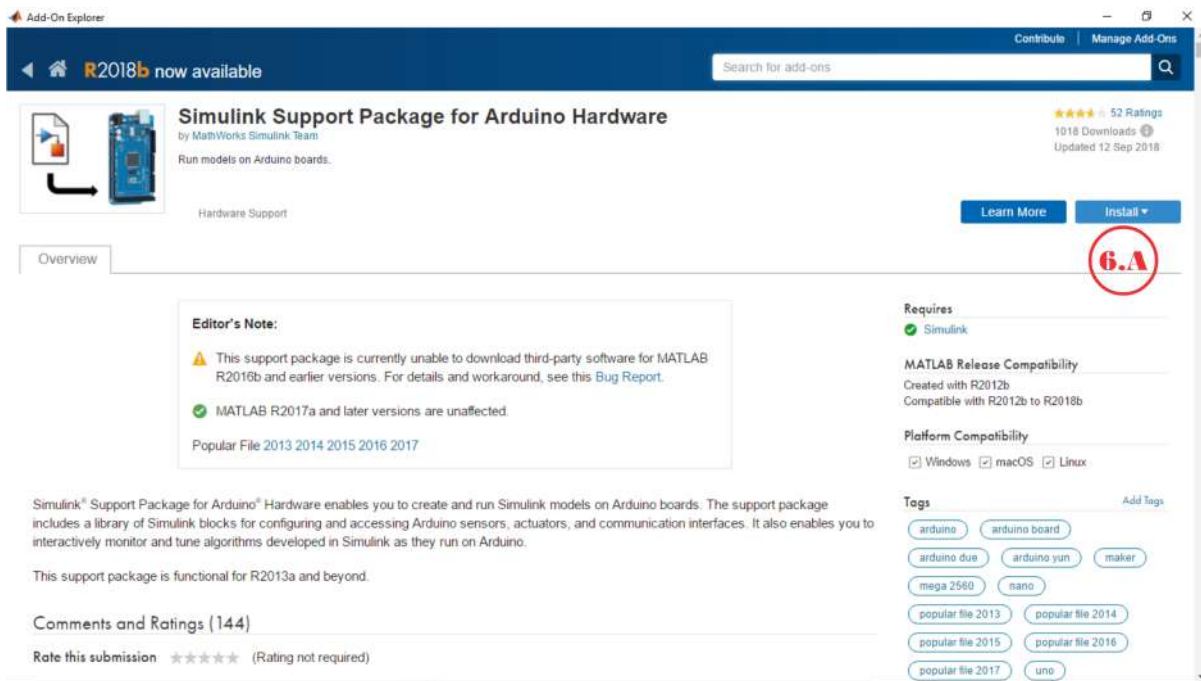 Add-On Explorer
Contribute | Manage Add-Ons
R2018b now available
Search for add-ons
Simulink Support Package for Arduino Hardware
by MathWorks Simulink Team
Run models on Arduino boards.
52 Ratings
1018 Downloads
Updated 12 Sep 2018
Hardware Support
Learn More
Install
6.A
Overview
Editor's Note:
This support package is currently unable to download third-party software for MATLAB
R2016b and earlier versions. For details and workaround, see this Bug Report.
MATLAB R2017a and later versions are unaffected.
Popular File 2013 2014 2015 2016 2017
Requires
Simulink
MATLAB Release Compatibility
Created with R2012b
Compatible with R2012b to R2018b
Platform Compatibility
Windows macOS Linux
Simulink® Support Package for Arduino® Hardware enables you to create and run Simulink models on Arduino boards. The support package
includes a library of Simulink blocks for configuring and accessing Arduino sensors, actuators, and communication interfaces. It also enables you to
interactively monitor and tune algorithms developed in Simulink as they run on Arduino.
This support package is functional for R2013a and beyond.
Tags
Add Tags
arduino arduino board
arduino due arduino yun maker
mega 2560 nano
popular file 2013 popular file 2014
popular file 2015 popular file 2016
popular file 2017 uno
Comments and Ratings (144)
Rate this submission (Rating not required)